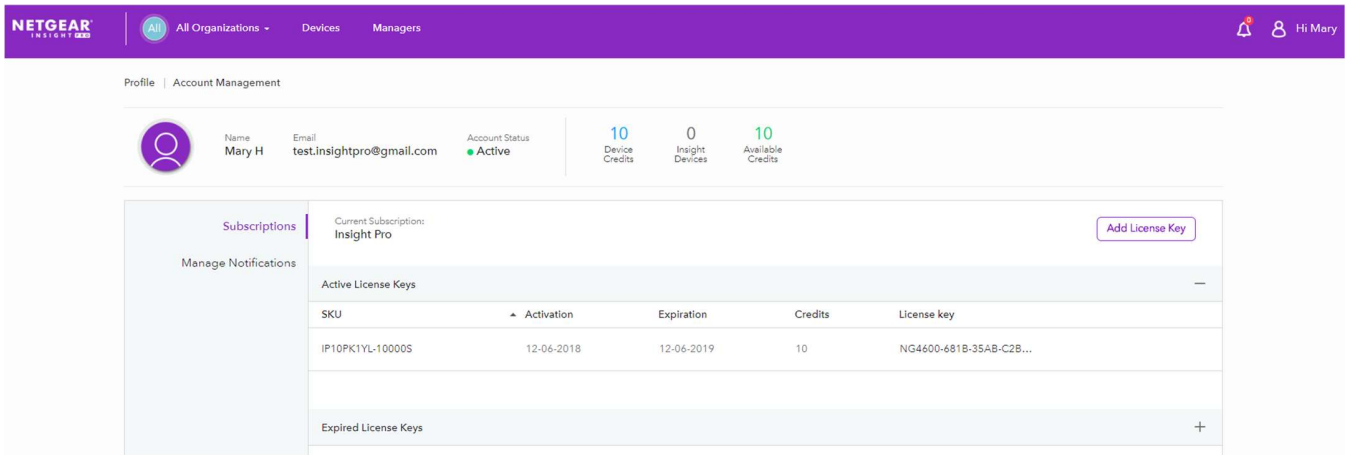 NETGEAR
INSIGHT PRO
All All Organizations Devices Managers 0 Hi Mary
Profile | Account Management
Name Email Account Status
Mary H test.insightpro@gmail.com Active
10 0 10
Device Credits Insight Devices Available Credits
Subscriptions
Manage Notifications
Current Subscription:
Insight Pro
Add License Key
Active License Keys
SKU Activation Expiration Credits License key
IP10PK1YL-10000S 12-06-2018 12-06-2019 10 NG4600-681B-35AB-C2B...
Expired License Keys